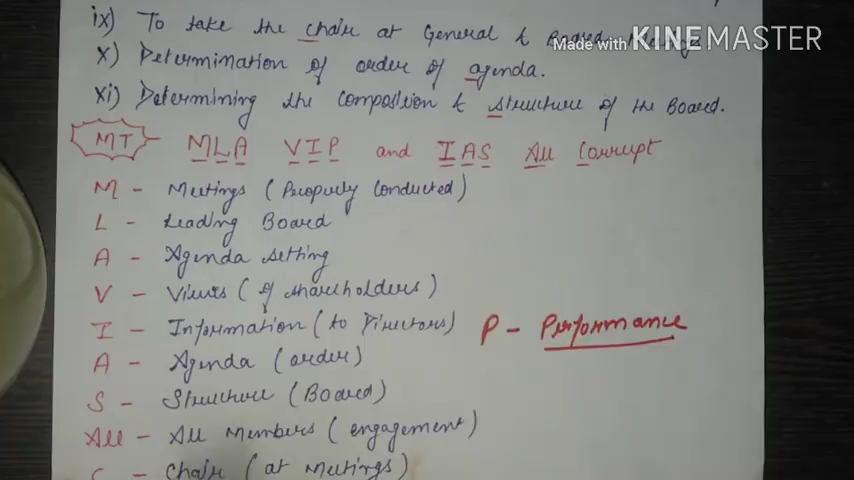 ix) To take the chair at General & Board
Made with KINEMASTER
x) Determination of order of agenda.
xi) Determining the composition & structure of the Board.
MT MLA VIP and IAS All Corrupt
M - Meetings (Properly Conducted)
L - Leading Board
A - Agenda setting
V - Views (of shareholders)
I - Information (to Directors) P - Performance
A - Agenda (order)
S - Structure (Board)
All - All Members (engagement)
C - Chair (at Meetings)